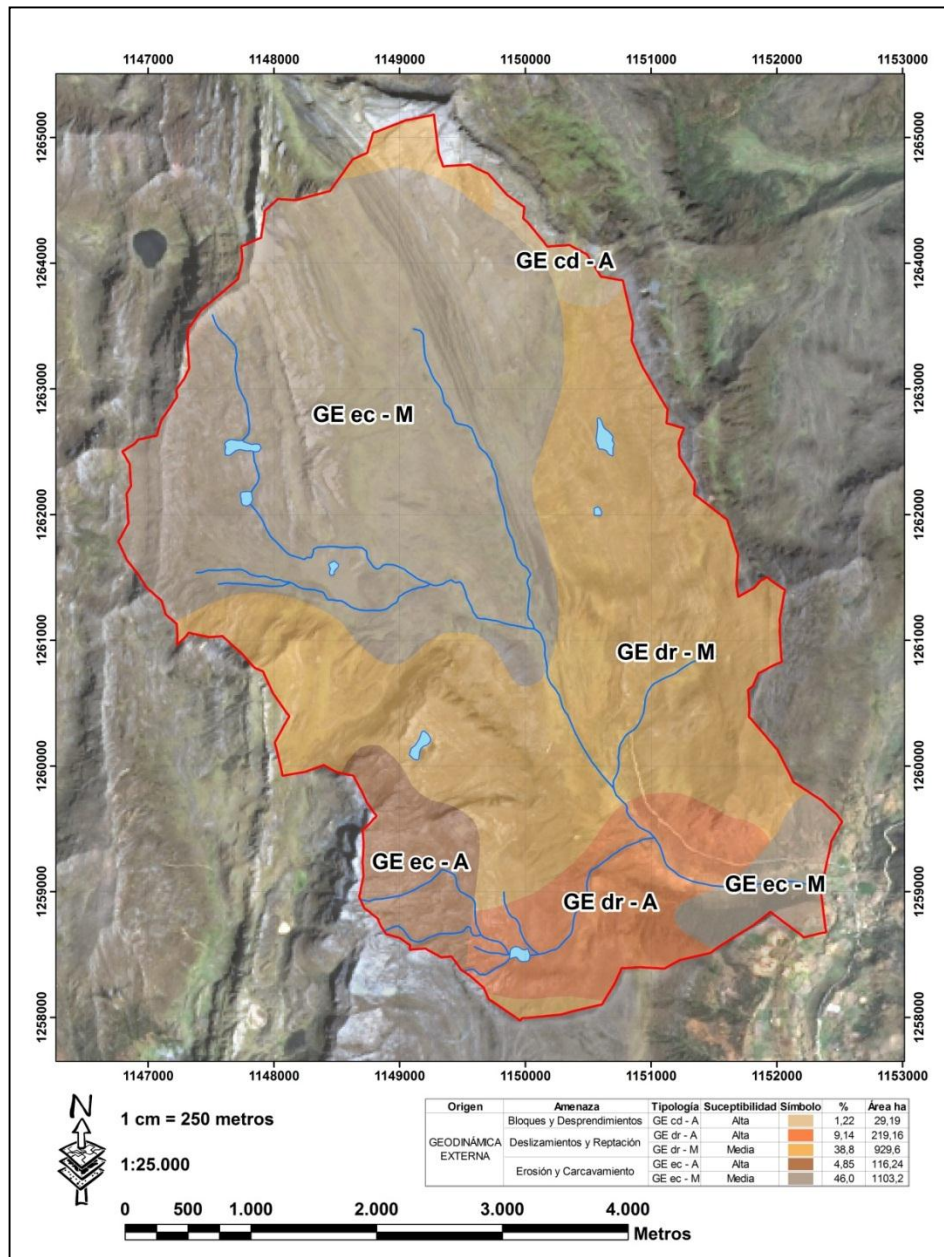 1147000 1148000 1149000 1150000 1151000 1152000 1153000
1265000 1265000
1264000 1264000
GE cd - A
1263000 1263000
GE ec - M
1262000 1262000
1261000 1261000
GE dr - M
1260000 1260000
GE ec - A
1259000 1259000
GE ec - M
GE dr - A
1258000 1258000
1147000 1148000 1149000 1150000 1151000 1152000 1153000
N
1 cm = 250 metros
1:25.000
Origen Amenaza Tipología Suceptibilidad Símbolo % Área ha
Bloques y Desprendimientos GE cd - A Alta 1,22 29,19
GEODINÁMICA EXTERNA Deslizamientos y Reptación GE dr - A Alta 9,14 219,16
GE dr - M Media 38,8 929,6
Erosión y Carcavamiento GE ec - A Alta 4,85 116,24
GE ec - M Media 46,0 1103,2
0 500 1.000 2.000 3.000 4.000
Metros